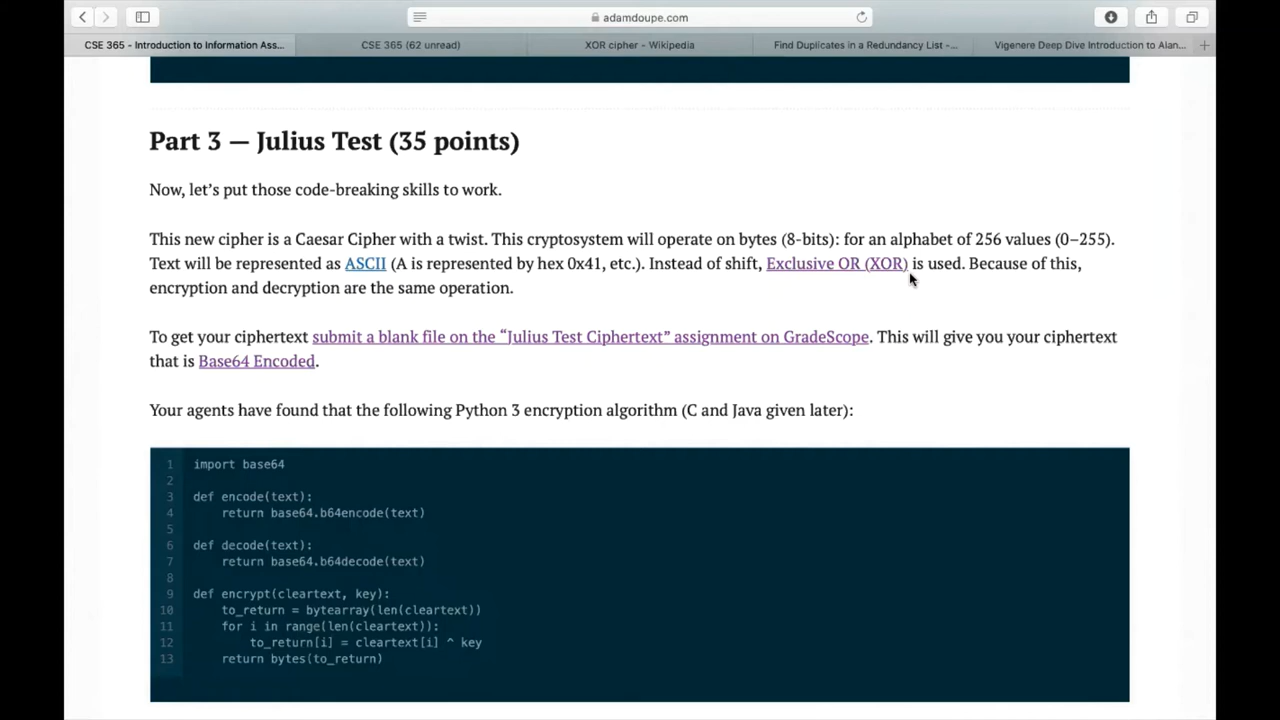 adamdoupe.com
CSE 365 - Introduction to Information Ass...
CSE 365 (62 unread)
XOR cipher - Wikipedia
Find Duplicates in a Redundancy List -...
Vigenere Deep Dive Introduction to Alan...
Part 3 — Julius Test (35 points)
Now, let’s put those code-breaking skills to work.
This new cipher is a Caesar Cipher with a twist. This cryptosystem will operate on bytes (8-bits): for an alphabet of 256 values (0–255).
Text will be represented as ASCII (A is represented by hex 0x41, etc.). Instead of shift, Exclusive OR (XOR) is used. Because of this,
encryption and decryption are the same operation.
To get your ciphertext submit a blank file on the “Julius Test Ciphertext” assignment on GradeScope. This will give you your ciphertext
that is Base64 Encoded.
Your agents have found that the following Python 3 encryption algorithm (C and Java given later):
1 import base64
2
3 def encode(text):
4 return base64.b64encode(text)
5
6 def decode(text):
7 return base64.b64decode(text)
8
9 def encrypt(cleartext, key):
10 to_return = bytearray(len(cleartext))
11 for i in range(len(cleartext)):
12 to_return[i] = cleartext[i] ^ key
13 return bytes(to_return)